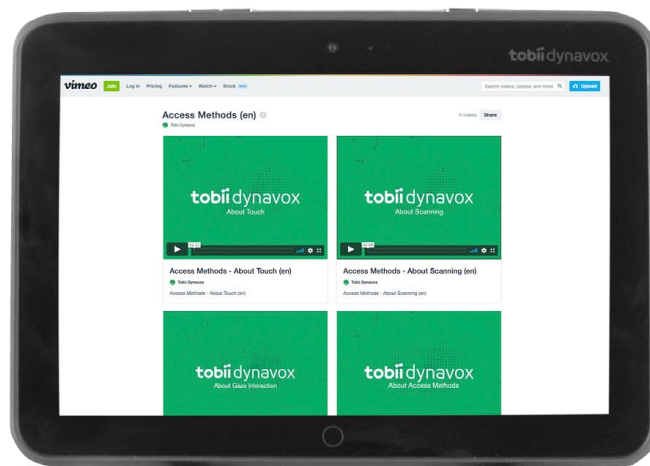 tobii dynavox
vimeo Join Log in Pricing Features Watch Stock NEW Search videos, people, and more Upload
Access Methods (en) 6 videos Share
Tobii Dynavox
tobii dynavox
About Touch
tobii dynavox
About Scanning
Access Methods - About Touch (en)
Tobii Dynavox
Access Methods - About Touch (en)
Access Methods - About Scanning (en)
Tobii Dynavox
Access Methods - About Scanning (en)
tobii dynavox
About Gaze Interaction
tobii dynavox
About Access Methods